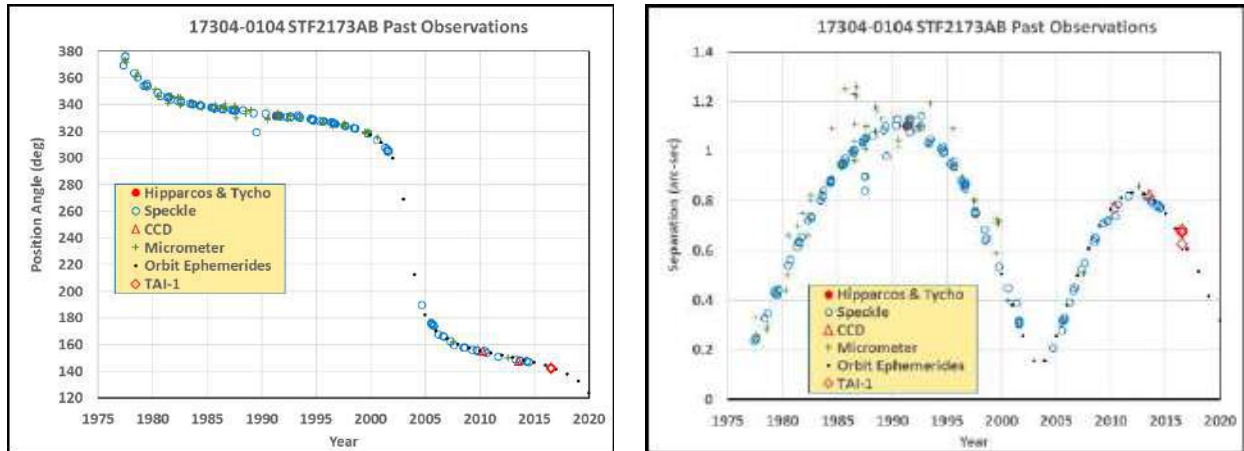 17304-0104 STF2173AB Past Observations
380
360
340
320
300
280
260
240
220
200
180
160
140
120
Position Angle (deg)
Hipparcos & Tycho
Speckle
CCD
Micrometer
Orbit Ephemerides
TAI-1
1975 1980 1985 1990 1995 2000 2005 2010 2015 2020
Year
17304-0104 STF2173AB Past Observations
1.4
1.2
1
0.8
0.6
0.4
0.2
0
Separation (arc-sec)
Hipparcos & Tycho
Speckle
CCD
Micrometer
Orbit Ephemerides
TAI-1
1975 1980 1985 1990 1995 2000 2005 2010 2015 2020
Year